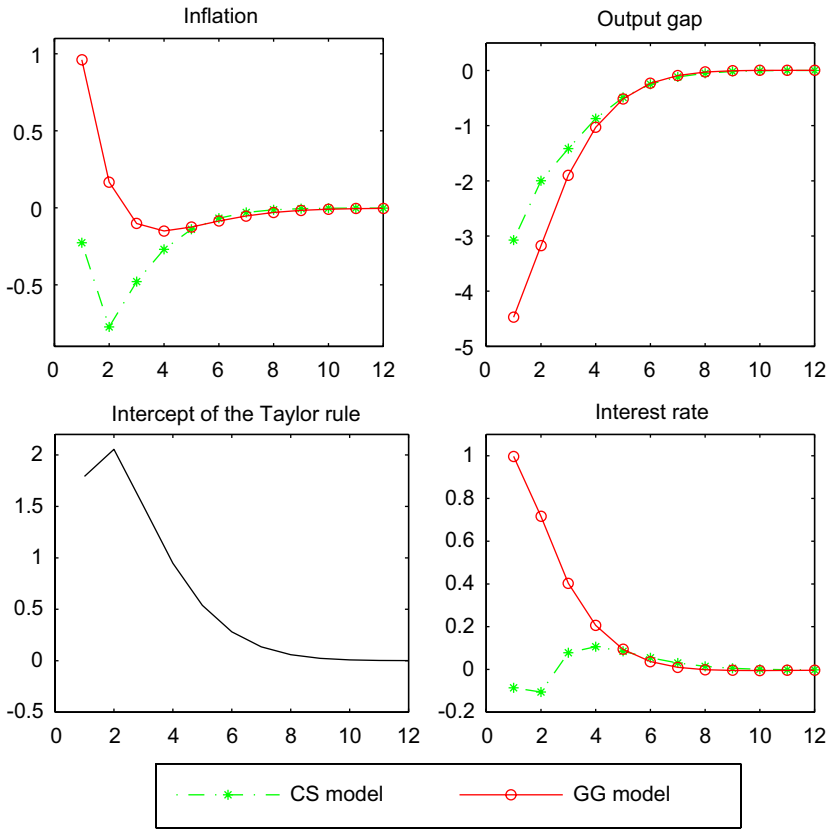 Inflation
1
0.5
0
-0.5
0 2 4 6 8 10 12
Output gap
0
-1
-2
-3
-4
-5
0 2 4 6 8 10 12
Intercept of the Taylor rule
2
1.5
1
0.5
0
-0.5
0 2 4 6 8 10 12
Interest rate
1
0.8
0.6
0.4
0.2
0
-0.2
0 2 4 6 8 10 12
CS model
GG model